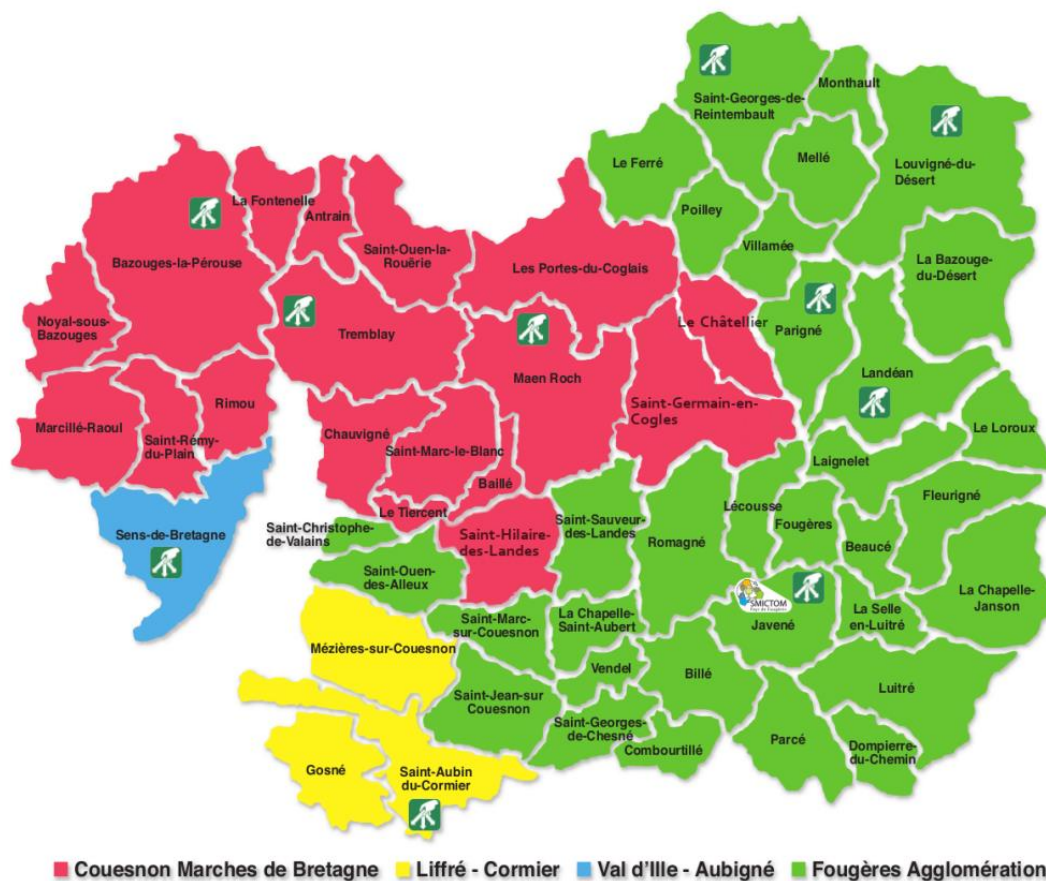 Monthault
Saint-Georges-de-
Reintembault
Le Ferré
Mellé
Louvigné-du-
Désert
La Fontenelle
Antrain
Poilley
Villamée
Saint-Ouen-la-
Rouërie
Bazouges-la-Pérouse
Les Portes-du-Coglais
La Bazouge-
du-Désert
Noyal-sous-
Bazouges
Tremblay
Le Châtellier
Parigné
Maen Roch
Landéan
Rimou
Saint-Germain-en-
Cogles
Marcillé-Raoul
Saint-Rémy-
du-Plain
Chauvigné
Saint-Marc-le-Blanc
Le Loroux
Laignelet
Baillé
Fleurigné
Le Tiercent
Lécousse
Saint-Christophe-
de-Valains
Saint-Hilaire-
des-Landes
Saint-Sauveur-
des-Landes
Fougères
Sens-de-Bretagne
Romagné
Beaucé
Saint-Ouen-
des-Alleux
La Chapelle-
Janson
SMICTOM
Pays de Fougères
Javené
La Selle
en-Luitré
Saint-Marc-
sur-Couesnon
La Chapelle-
Saint-Aubert
Mézières-sur-Couesnon
Vendel
Billé
Luitré
Saint-Jean-sur
Couesnon
Saint-Georges-
de-Chesné
Combourtillé
Parcé
Dompierre-
du-Chemin
Gosné
Saint-Aubin
du-Cormier
Couesnon Marches de Bretagne Liffré - Cormier Val d'Ille - Aubigné Fougères Agglomération